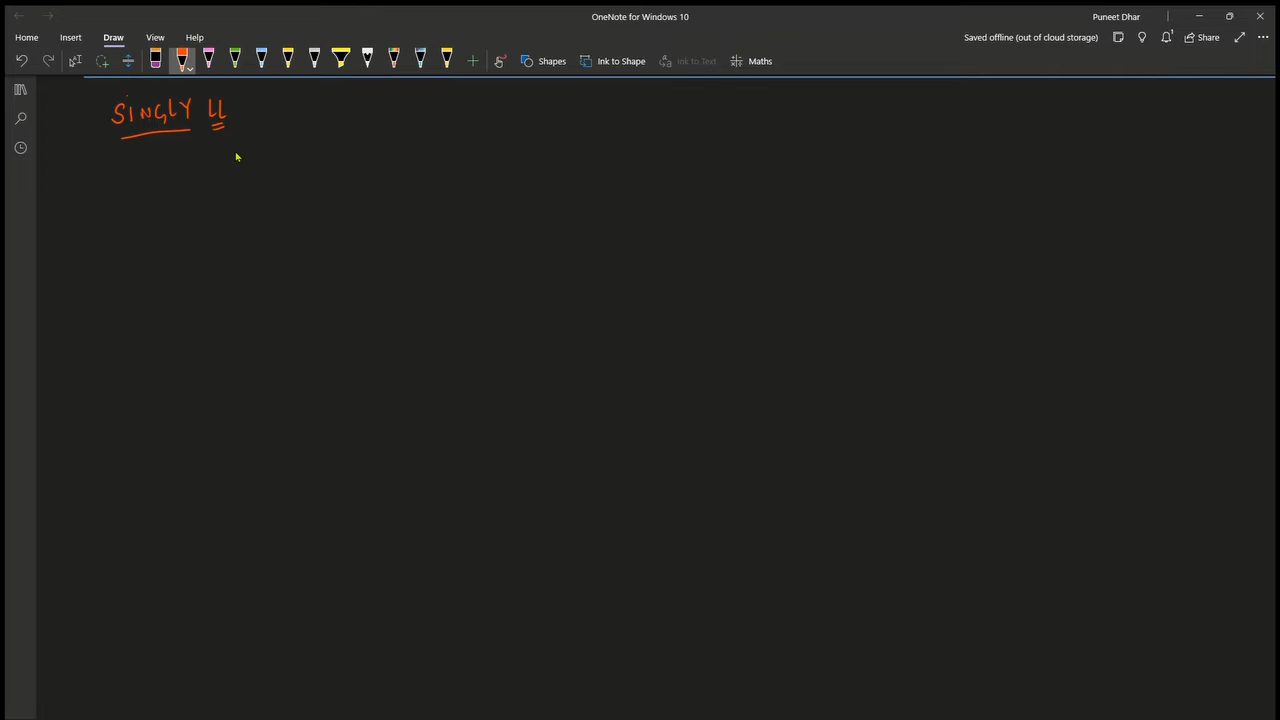 OneNote for Windows 10
Puneet Dhar
Home Insert Draw View Help
Saved offline (out of cloud storage) Share
Shapes Ink to Shape Ink to Text Maths
SINGLY LL